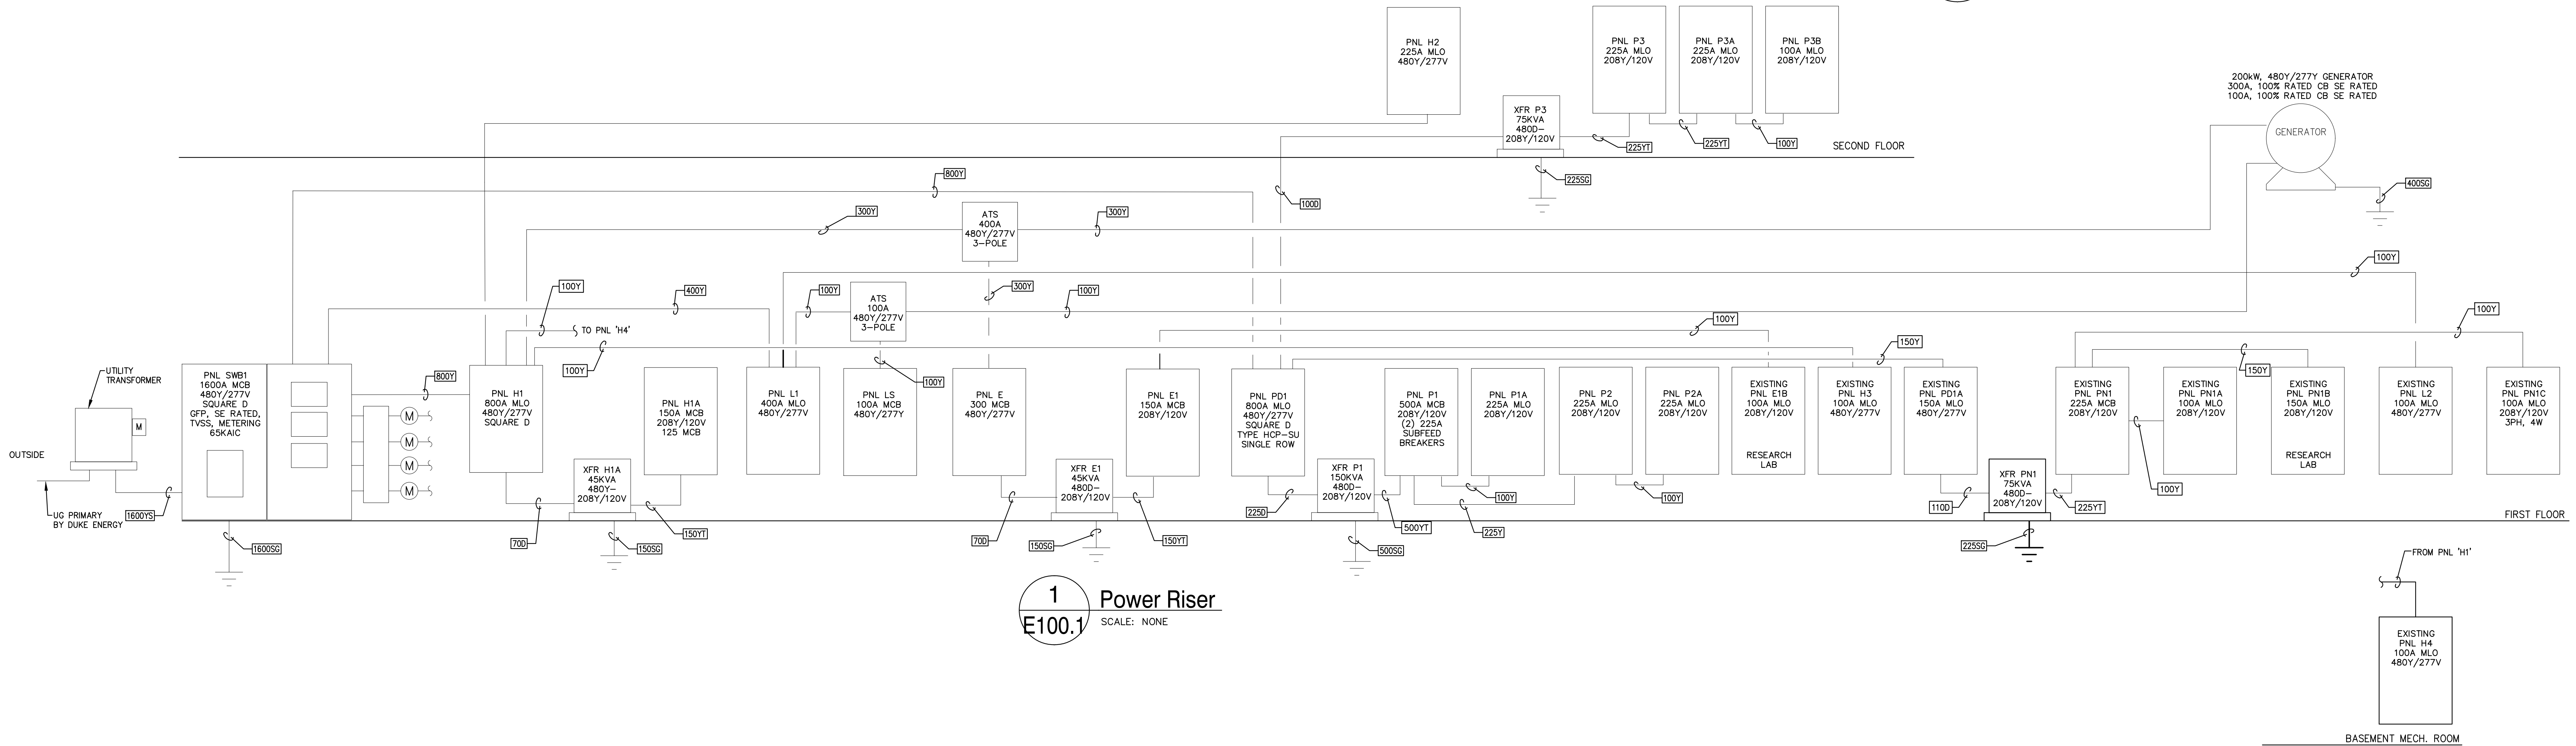 PNL H2
225A MLO
480Y/277V
PNL P3
225A MLO
208Y/120V
PNL P3A
225A MLO
208Y/120V
PNL P3B
100A MLO
208Y/120V
XFR P3
75KVA
480D-
208Y/120V
225YT
225YT
100Y
SECOND FLOOR
225SG
200kW, 480Y/277Y GENERATOR
300A, 100% RATED CB SE RATED
100A, 100% RATED CB SE RATED
GENERATOR
400SG
800Y
100D
300Y
ATS
400A
480Y/277V
3-POLE
300Y
100Y
100Y
400Y
100Y
ATS
100A
480Y/277V
3-POLE
300Y
100Y
TO PNL 'H4'
100Y
100Y
100Y
150Y
100Y
150Y
UTILITY
TRANSFORMER
M
OUTSIDE
UG PRIMARY
BY DUKE ENERGY
1600YS
PNL SWB1
1600A MCB
480Y/277V
SQUARE D
GFP, SE RATED,
TVSS, METERING
65KAIC
M
M
M
M
800Y
PNL H1
800A MLO
480Y/277V
SQUARE D
PNL H1A
150A MCB
208Y/120V
125 MCB
PNL L1
400A MLO
480Y/277V
PNL LS
100A MCB
480Y/277Y
100Y
PNL E
300 MCB
480Y/277V
PNL E1
150A MCB
208Y/120V
PNL PD1
800A MLO
480Y/277V
SQUARE D
TYPE HCP-SU
SINGLE ROW
PNL P1
500A MCB
208Y/120V
(2) 225A
SUBFEED
BREAKERS
PNL P1A
225A MLO
208Y/120V
PNL P2
225A MLO
208Y/120V
PNL P2A
225A MLO
208Y/120V
EXISTING
PNL E1B
100A MLO
208Y/120V
RESEARCH
LAB
EXISTING
PNL H3
100A MLO
480Y/277V
EXISTING
PNL PD1A
150A MLO
480Y/277V
EXISTING
PNL PN1
225A MCB
208Y/120V
EXISTING
PNL PN1A
100A MLO
208Y/120V
EXISTING
PNL PN1B
150A MLO
208Y/120V
RESEARCH
LAB
EXISTING
PNL L2
100A MLO
480Y/277V
EXISTING
PNL PN1C
100A MLO
208Y/120V
3PH, 4W
XFR H1A
45KVA
480Y-
208Y/120V
XFR E1
45KVA
480D-
208Y/120V
XFR P1
150KVA
480D-
208Y/120V
XFR PN1
75KVA
480D-
208Y/120V
1600SG
70D
150SG
150YT
70D
150SG
150YT
225D
500YT
500SG
100Y
225Y
100Y
110D
225YT
100Y
225SG
FIRST FLOOR
FROM PNL 'H1'
EXISTING
PNL H4
100A MLO
480Y/277V
BASEMENT MECH. ROOM
1
E100.1
Power Riser
SCALE: NONE